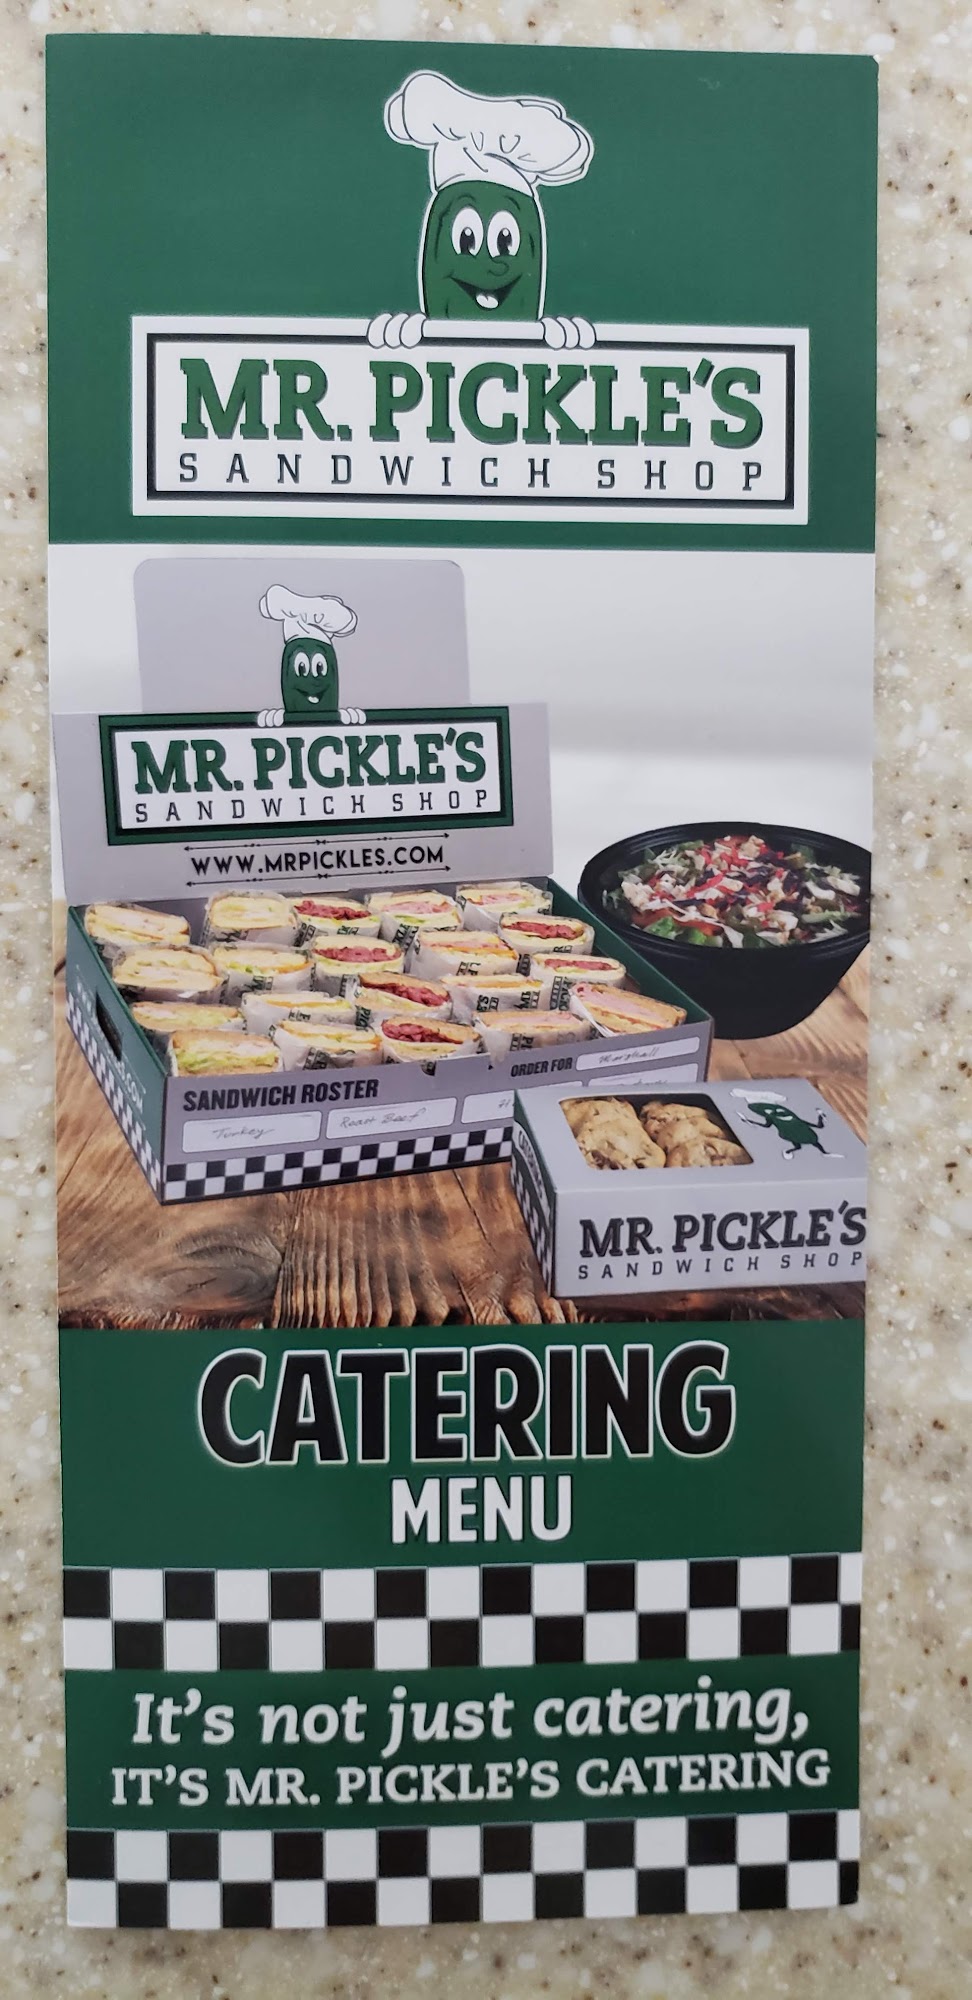 MR. PICKLE'S
SANDWICH SHOP
MR. PICKLE'S
SANDWICH SHOP
WWW.MRPICKLES.COM
SANDWICH ROSTER
ORDER FOR
Marshall
Turkey
Roast Beef
MR. PICKLE'S
SANDWICH SHOP
CATERING
MENU
It's not just catering,
IT'S MR. PICKLE'S CATERING